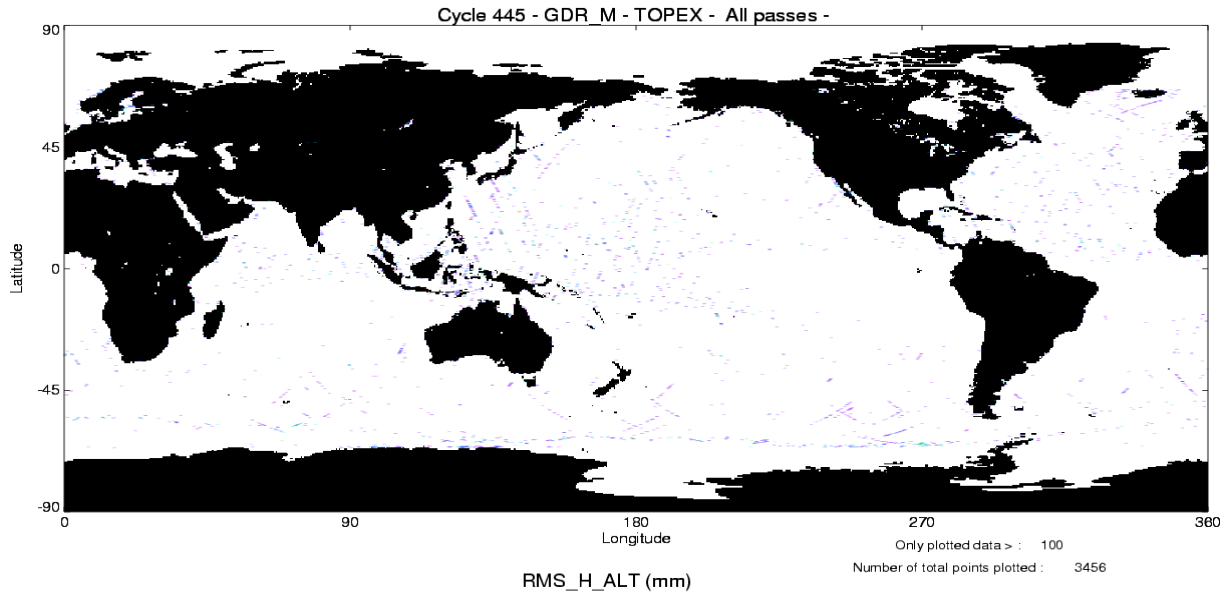 Cycle 445 - GDR_M - TOPEX - All passes -
90
45
0
-45
-90
Latitude
0 90 180 270 360
Longitude
Only plotted data > : 100
Number of total points plotted : 3456
RMS_H_ALT (mm)